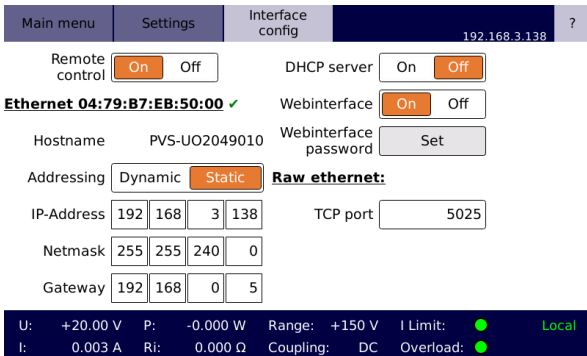 Main menu Settings Interface config 192.168.3.138 ?
Remote control On Off DHCP server On Off
Ethernet 04:79:B7:EB:50:00 ✔ Webinterface On Off
Hostname PVS-UO2049010 Webinterface password Set
Addressing Dynamic Static Raw ethernet:
IP-Address 192 168 3 138 TCP port 5025
Netmask 255 255 240 0
Gateway 192 168 0 5
U: +20.00 V P: -0.000 W Range: +150 V I Limit: Local
I: 0.003 A Ri: 0.000 Ω Coupling: DC Overload: